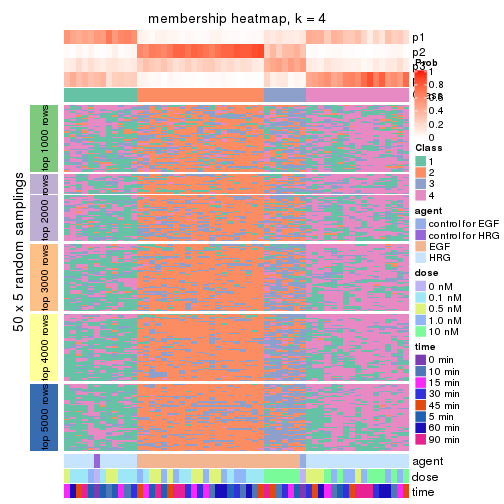 membership heatmap, k = 4
p1
p2
p3
Prob
1
0.8
0.6
0.4
0.2
0
Class
50 x 5 random samplings
top 1000 rows
top 2000 rows
top 3000 rows
top 4000 rows
top 5000 rows
Class
1
2
3
4
agent
control for EGF
control for HRG
EGF
HRG
dose
0 nM
0.1 nM
0.5 nM
1.0 nM
10 nM
time
0 min
10 min
15 min
30 min
45 min
5 min
60 min
90 min
agent
dose
time